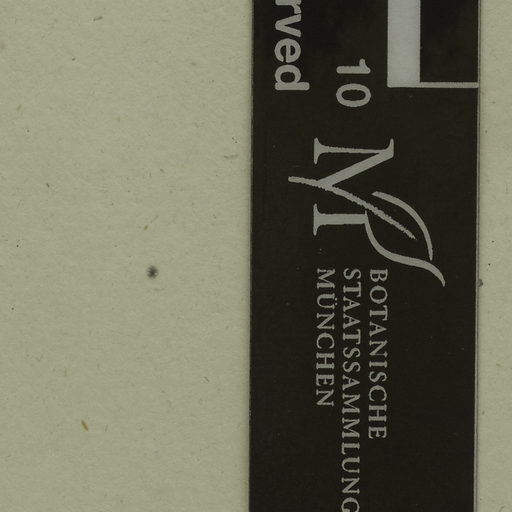 rved
10
BOTANISCHE
STAATSSAMMLUNG
MÜNCHEN